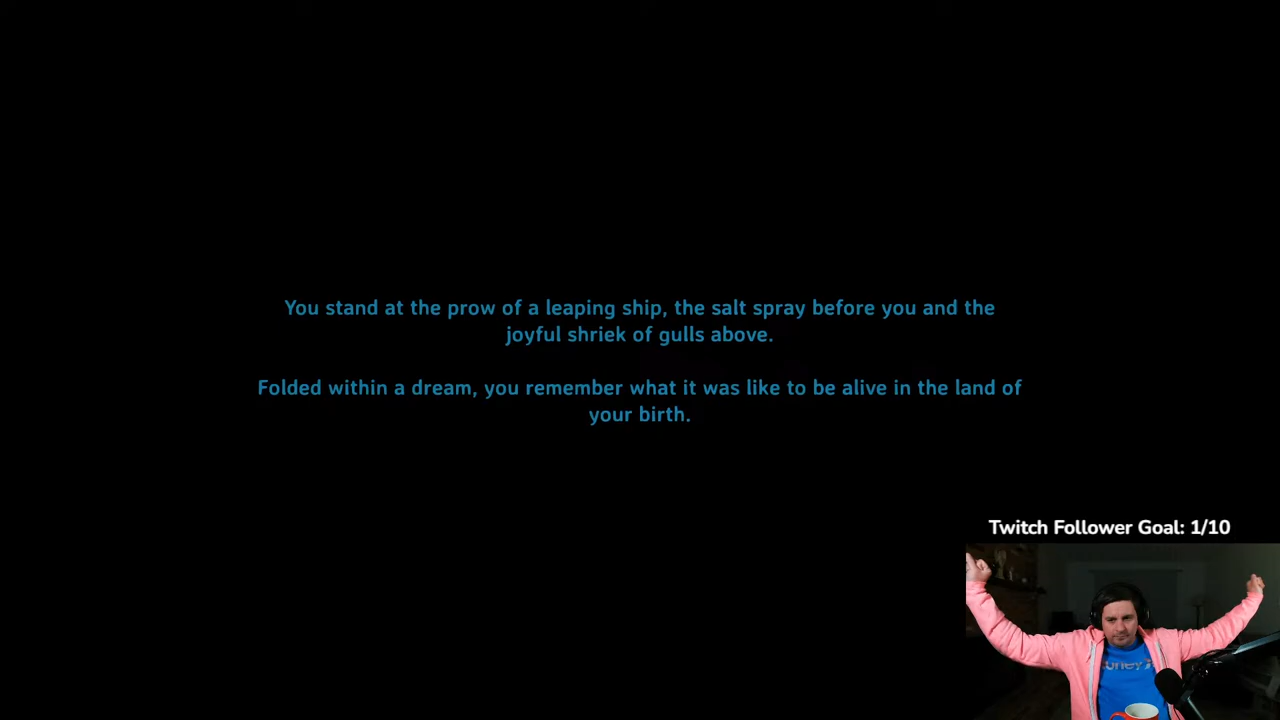 You stand at the prow of a leaping ship, the salt spray before you and the
joyful shriek of gulls above.
Folded within a dream, you remember what it was like to be alive in the land of
your birth.
Twitch Follower Goal: 1/10